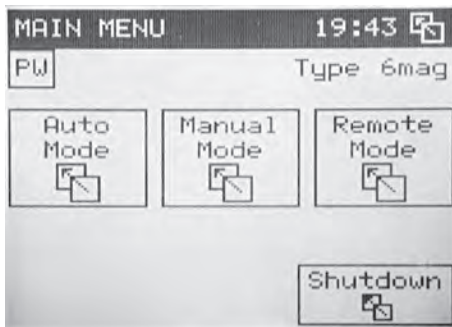 MAIN MENU 19:43
PW
Type 6mag
Auto Manual Remote
Mode Mode Mode
Shutdown